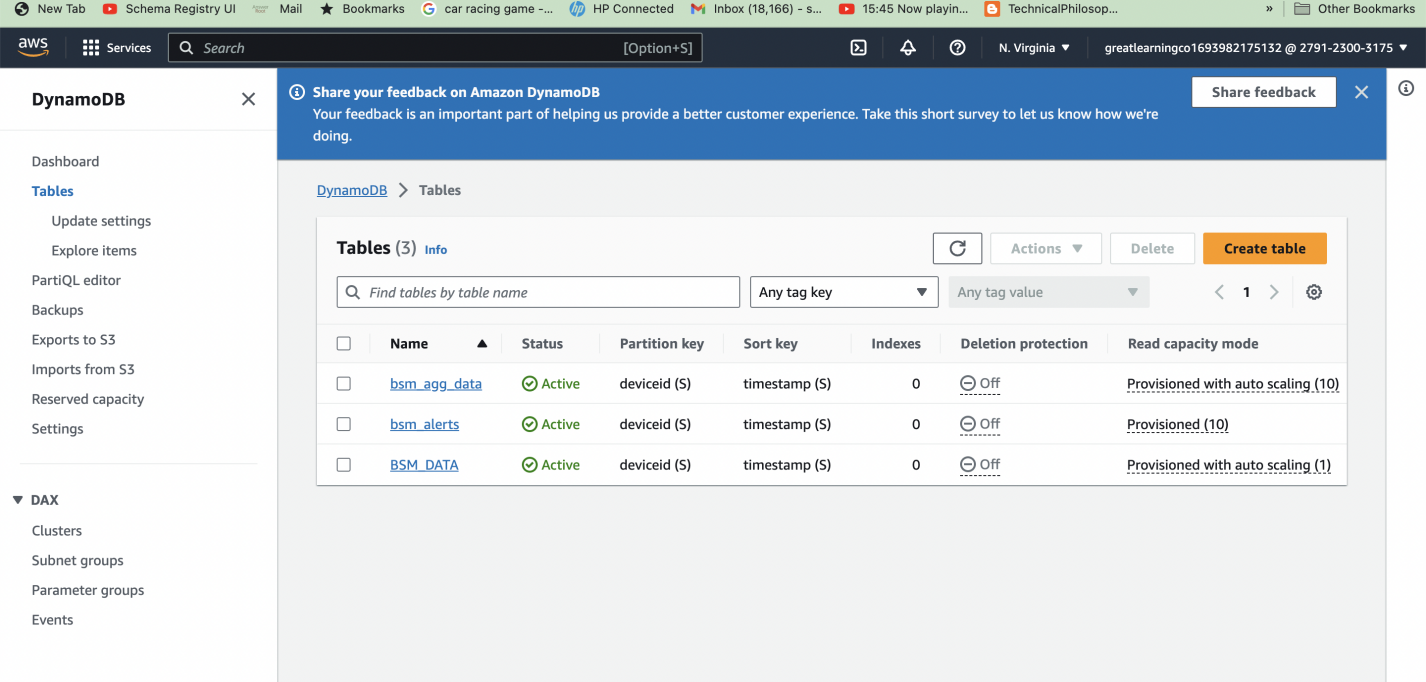 New Tab Schema Registry UI Mail Bookmarks car racing game -... HP Connected Inbox (18,166) - s... 15:45 Now playin... TechnicalPhilosop... » Other Bookmarks
aws Services Search [Option+S] N. Virginia ▼ greatlearningco1693982175132 @ 2791-2300-3175 ▼
DynamoDB
Dashboard
Tables
Update settings
Explore items
PartiQL editor
Backups
Exports to S3
Imports from S3
Reserved capacity
Settings
▼ DAX
Clusters
Subnet groups
Parameter groups
Events
Share your feedback on Amazon DynamoDB
Your feedback is an important part of helping us provide a better customer experience. Take this short survey to let us know how we're
doing.
Share feedback
DynamoDB > Tables
Tables (3) Info
Actions ▼ Delete Create table
Find tables by table name Any tag key ▼ Any tag value ▼ < 1 >
Name ▲ Status Partition key Sort key Indexes Deletion protection Read capacity mode
bsm_agg_data Active deviceid (S) timestamp (S) 0 Off Provisioned with auto scaling (10)
bsm_alerts Active deviceid (S) timestamp (S) 0 Off Provisioned (10)
BSM_DATA Active deviceid (S) timestamp (S) 0 Off Provisioned with auto scaling (1)